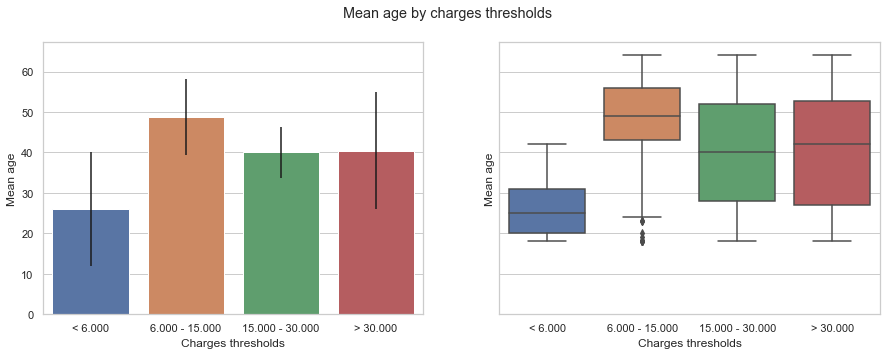 Mean age by charges thresholds
Mean age
60
50
40
30
20
10
0
< 6.000
6.000 - 15.000
15.000 - 30.000
> 30.000
Charges thresholds
Mean age
< 6.000
6.000 - 15.000
15.000 - 30.000
> 30.000
Charges thresholds